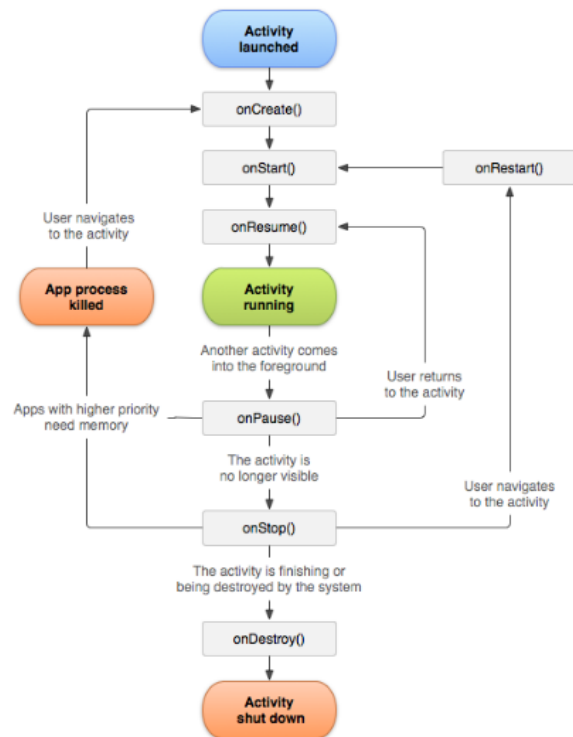 Activity
launched
onCreate()
onStart()
onRestart()
User navigates
to the activity
onResume()
App process
killed
Activity
running
Another activity comes
into the foreground
User returns
to the activity
Apps with higher priority
need memory
onPause()
The activity is
no longer visible
User navigates
to the activity
onStop()
The activity is finishing or
being destroyed by the system
onDestroy()
Activity
shut down